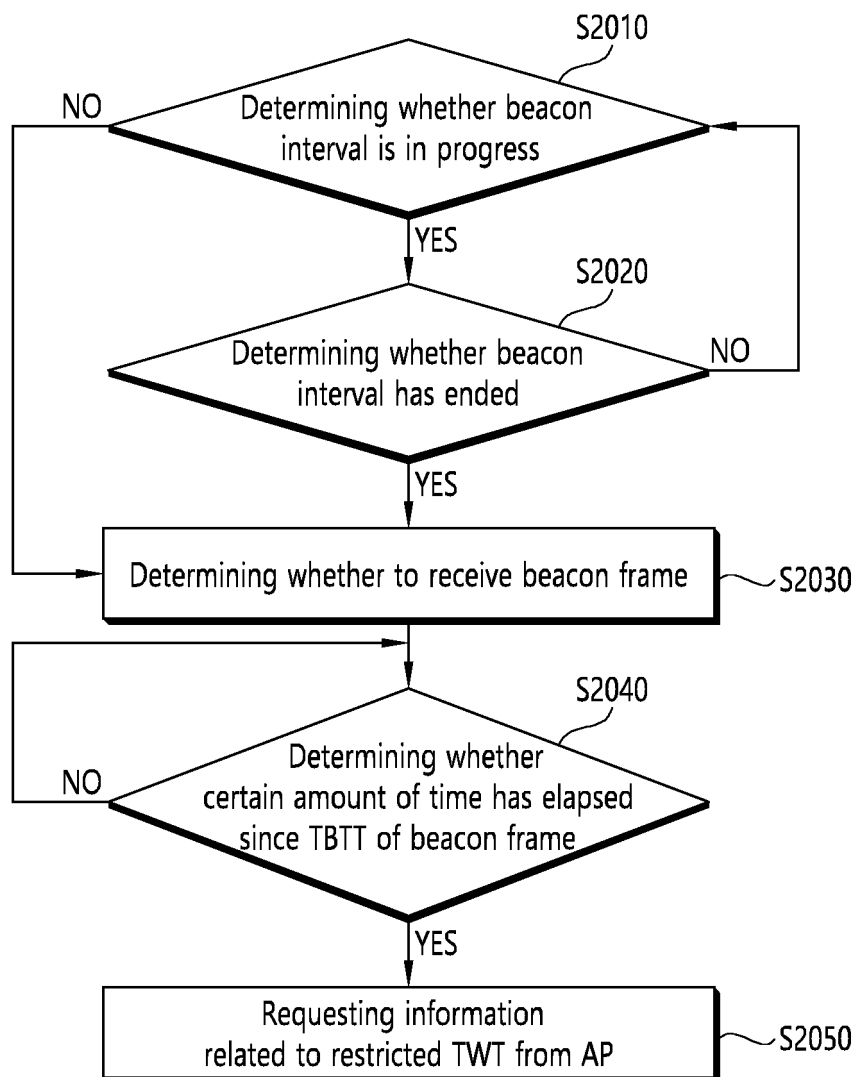 S2010
NO
Determining whether beacon
interval is in progress
YES
S2020
Determining whether beacon
interval has ended
NO
YES
Determining whether to receive beacon frame
S2030
S2040
Determining whether
certain amount of time has elapsed
since TBTT of beacon frame
NO
YES
Requesting information
related to restricted TWT from AP
S2050